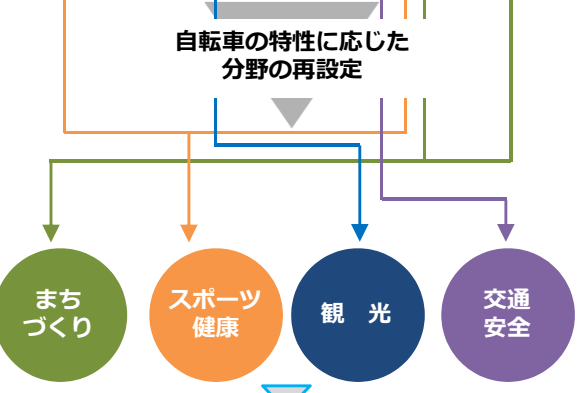 自転車の特性に応じた
分野の再設定
まち
づくり
スポーツ
健康
観　光
交通
安全